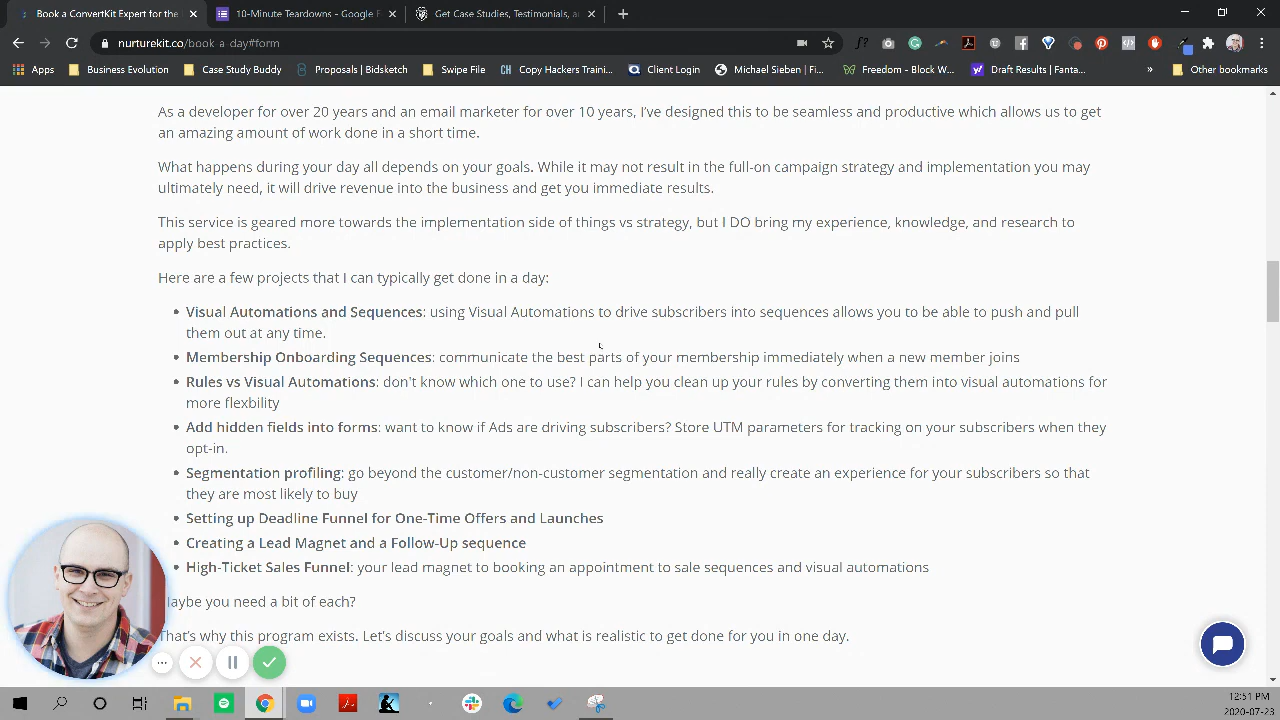 Book a ConvertKit Expert for the
10-Minute Teardowns - Google F
Get Case Studies, Testimonials, a
nurturekit.co/book-a-day#form
Apps
Business Evolution
Case Study Buddy
Proposals | Bidsketch
Swipe File
CH Copy Hackers Traini...
Client Login
Michael Sieben | Fi...
Freedom – Block W...
Draft Results | Fanta...
»
Other bookmarks
As a developer for over 20 years and an email marketer for over 10 years, I've designed this to be seamless and productive which allows us to get
an amazing amount of work done in a short time.
What happens during your day all depends on your goals. While it may not result in the full-on campaign strategy and implementation you may
ultimately need, it will drive revenue into the business and get you immediate results.
This service is geared more towards the implementation side of things vs strategy, but I DO bring my experience, knowledge, and research to
apply best practices.
Here are a few projects that I can typically get done in a day:
• Visual Automations and Sequences: using Visual Automations to drive subscribers into sequences allows you to be able to push and pull
them out at any time.
• Membership Onboarding Sequences: communicate the best parts of your membership immediately when a new member joins
• Rules vs Visual Automations: don't know which one to use? I can help you clean up your rules by converting them into visual automations for
more flexbility
• Add hidden fields into forms: want to know if Ads are driving subscribers? Store UTM parameters for tracking on your subscribers when they
opt-in.
• Segmentation profiling: go beyond the customer/non-customer segmentation and really create an experience for your subscribers so that
they are most likely to buy
• Setting up Deadline Funnel for One-Time Offers and Launches
• Creating a Lead Magnet and a Follow-Up sequence
• High-Ticket Sales Funnel: your lead magnet to booking an appointment to sale sequences and visual automations
Maybe you need a bit of each?
That's why this program exists. Let's discuss your goals and what is realistic to get done for you in one day.
12:51 PM
2020-07-23